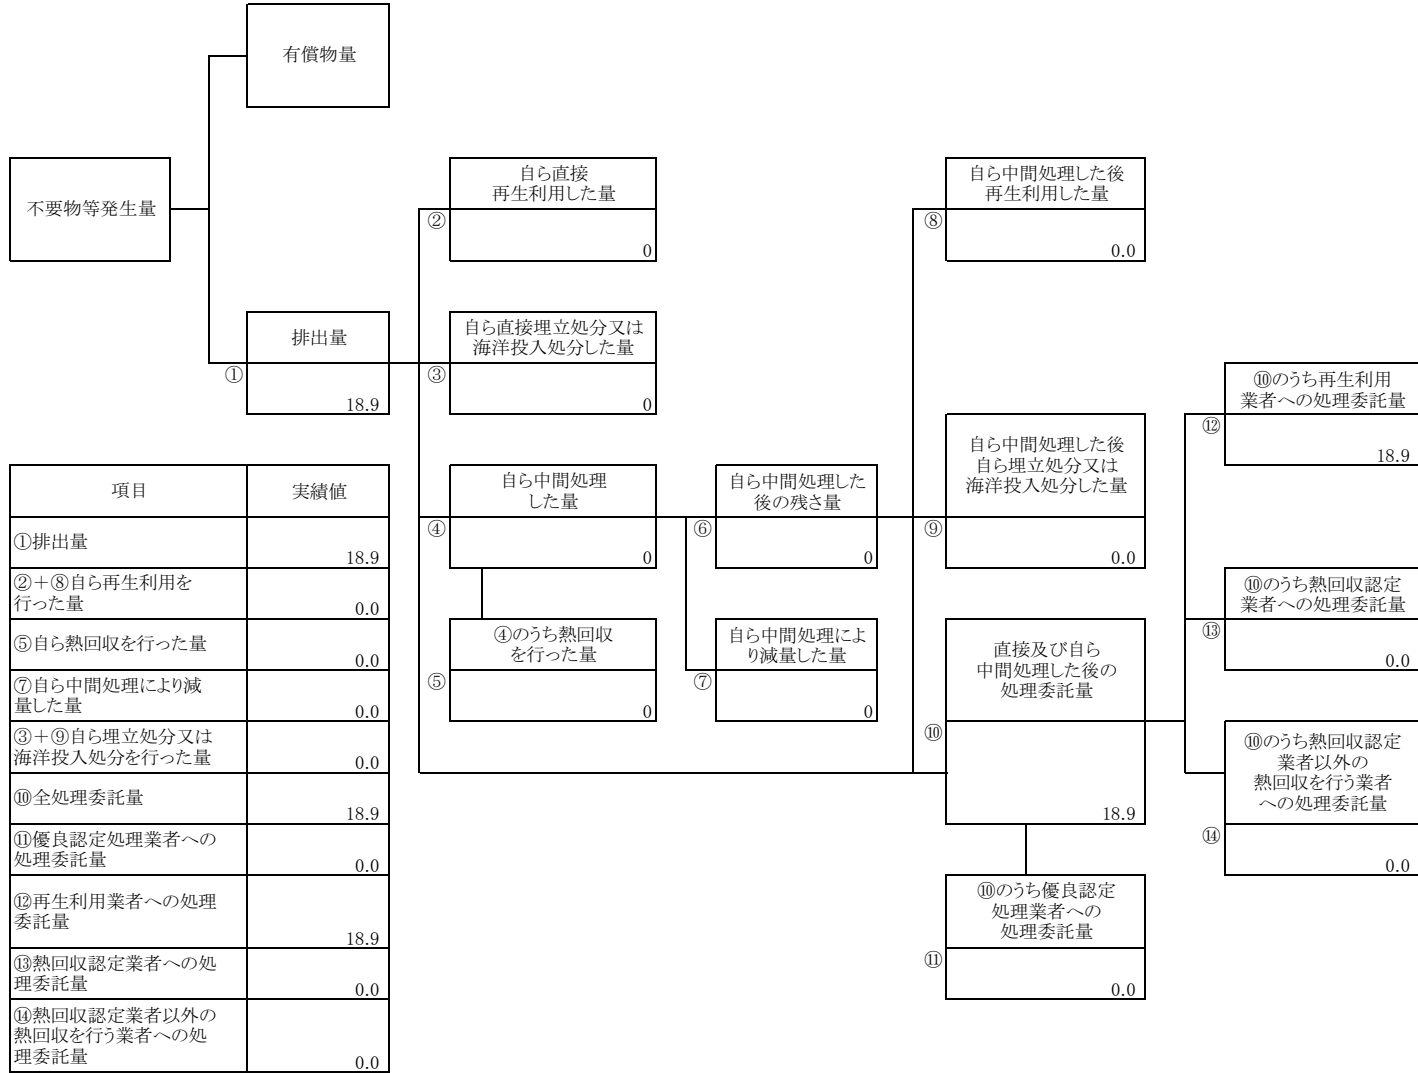 有償物量
不要物等発生量
自ら直接
再生利用した量
②
0
自ら中間処理した後
再生利用した量
⑧
0.0
排出量
①
18.9
自ら直接埋立処分又は
海洋投入処分した量
③
0
⑩のうち再生利用
業者への処理委託量
⑫
18.9
自ら中間処理
した量
④
0
自ら中間処理した
後の残さ量
⑥
0
自ら中間処理した後
自ら埋立処分又は
海洋投入処分した量
⑨
0.0
⑩のうち熱回収認定
業者への処理委託量
⑬
0.0
④のうち熱回収
を行った量
⑤
0
自ら中間処理によ
り減量した量
⑦
0
直接及び自ら
中間処理した後の
処理委託量
⑩
18.9
⑩のうち熱回収認定
業者以外の
熱回収を行う業者
への処理委託量
⑭
0.0
⑩のうち優良認定
処理業者への
処理委託量
⑪
0.0
項目 実績値
①排出量
18.9
②＋⑧自ら再生利用を
行った量
0.0
⑤自ら熱回収を行った量
0.0
⑦自ら中間処理により減
量した量
0.0
③＋⑨自ら埋立処分又は
海洋投入処分を行った量
0.0
⑩全処理委託量
18.9
⑪優良認定処理業者への
処理委託量
0.0
⑫再生利用業者への処理
委託量
18.9
⑬熱回収認定業者への処
理委託量
0.0
⑭熱回収認定業者以外の
熱回収を行う業者への処
理委託量
0.0